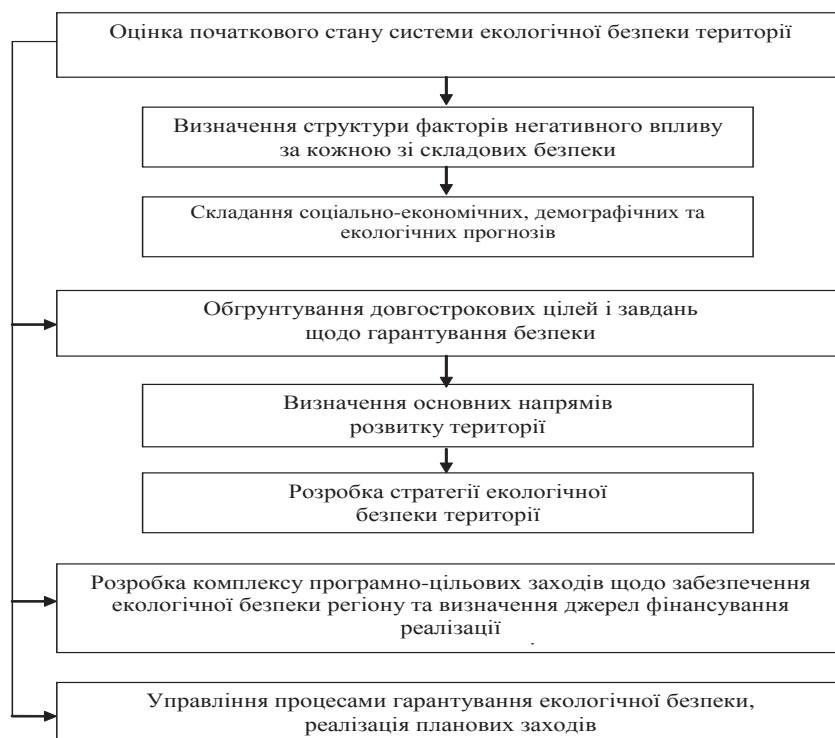 Оцінка початкового стану системи екологічної безпеки території
Визначення структури факторів негативного впливу
за кожною зі складових безпеки
Складання соціально-економічних, демографічних та
екологічних прогнозів
Обгрунтування довгострокових цілей і завдань
щодо гарантування безпеки
Визначення основних напрямів
розвитку території
Розробка стратегії екологічної
безпеки території
Розробка комплексу програмно-цільових заходів щодо забезпечення
екологічної безпеки регіону та визначення джерел фінансування
реалізації
Управління процесами гарантування екологічної безпеки,
реалізація планових заходів